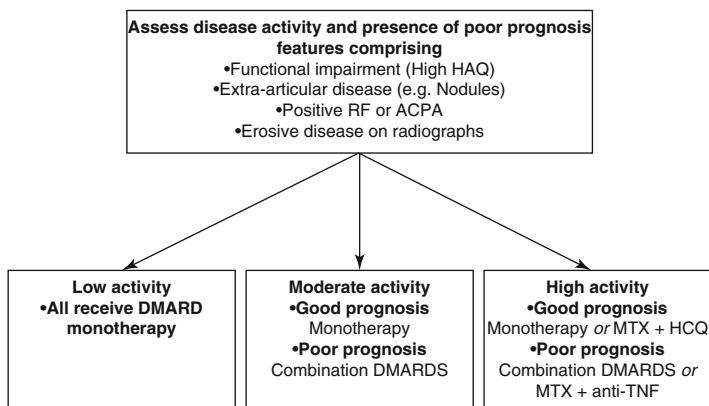 Assess disease activity and presence of poor prognosis
features comprising
•Functional impairment (High HAQ)
•Extra-articular disease (e.g. Nodules)
•Positive RF or ACPA
•Erosive disease on radiographs
Low activity
•All receive DMARD
monotherapy
Moderate activity
•Good prognosis
Monotherapy
•Poor prognosis
Combination DMARDS
High activity
•Good prognosis
Monotherapy or MTX + HCQ
•Poor prognosis
Combination DMARDS or
MTX + anti-TNF